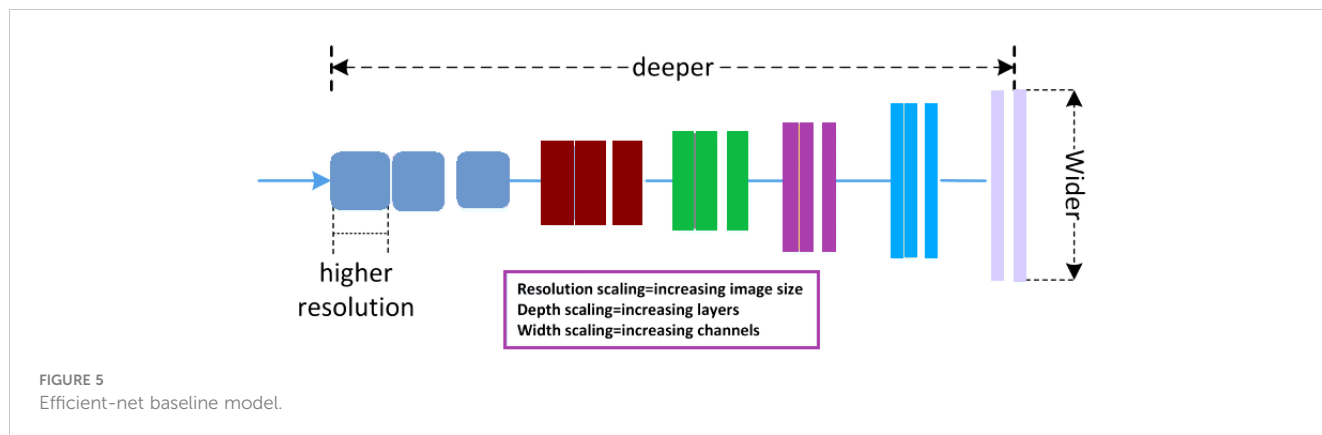 deeper
Wider
higher
resolution
Resolution scaling=increasing image size
Depth scaling=increasing layers
Width scaling=increasing channels
FIGURE 5
Efficient-net baseline model.